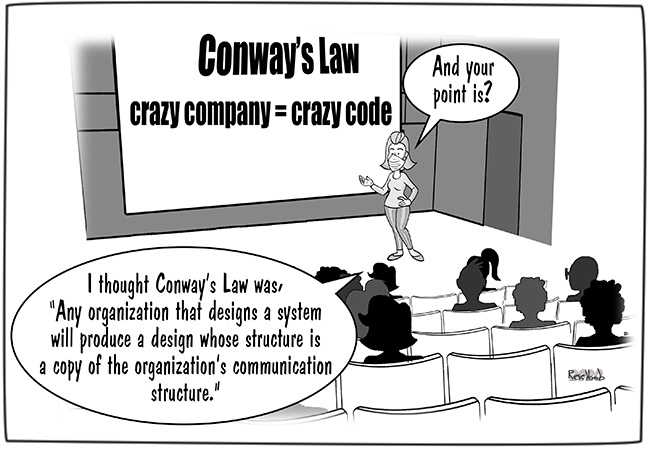 Conway's Law
crazy company = crazy code
And your
point is?
I thought Conway's Law was,
"Any organization that designs a system
will produce a design whose structure is
a copy of the organization's communication
structure."